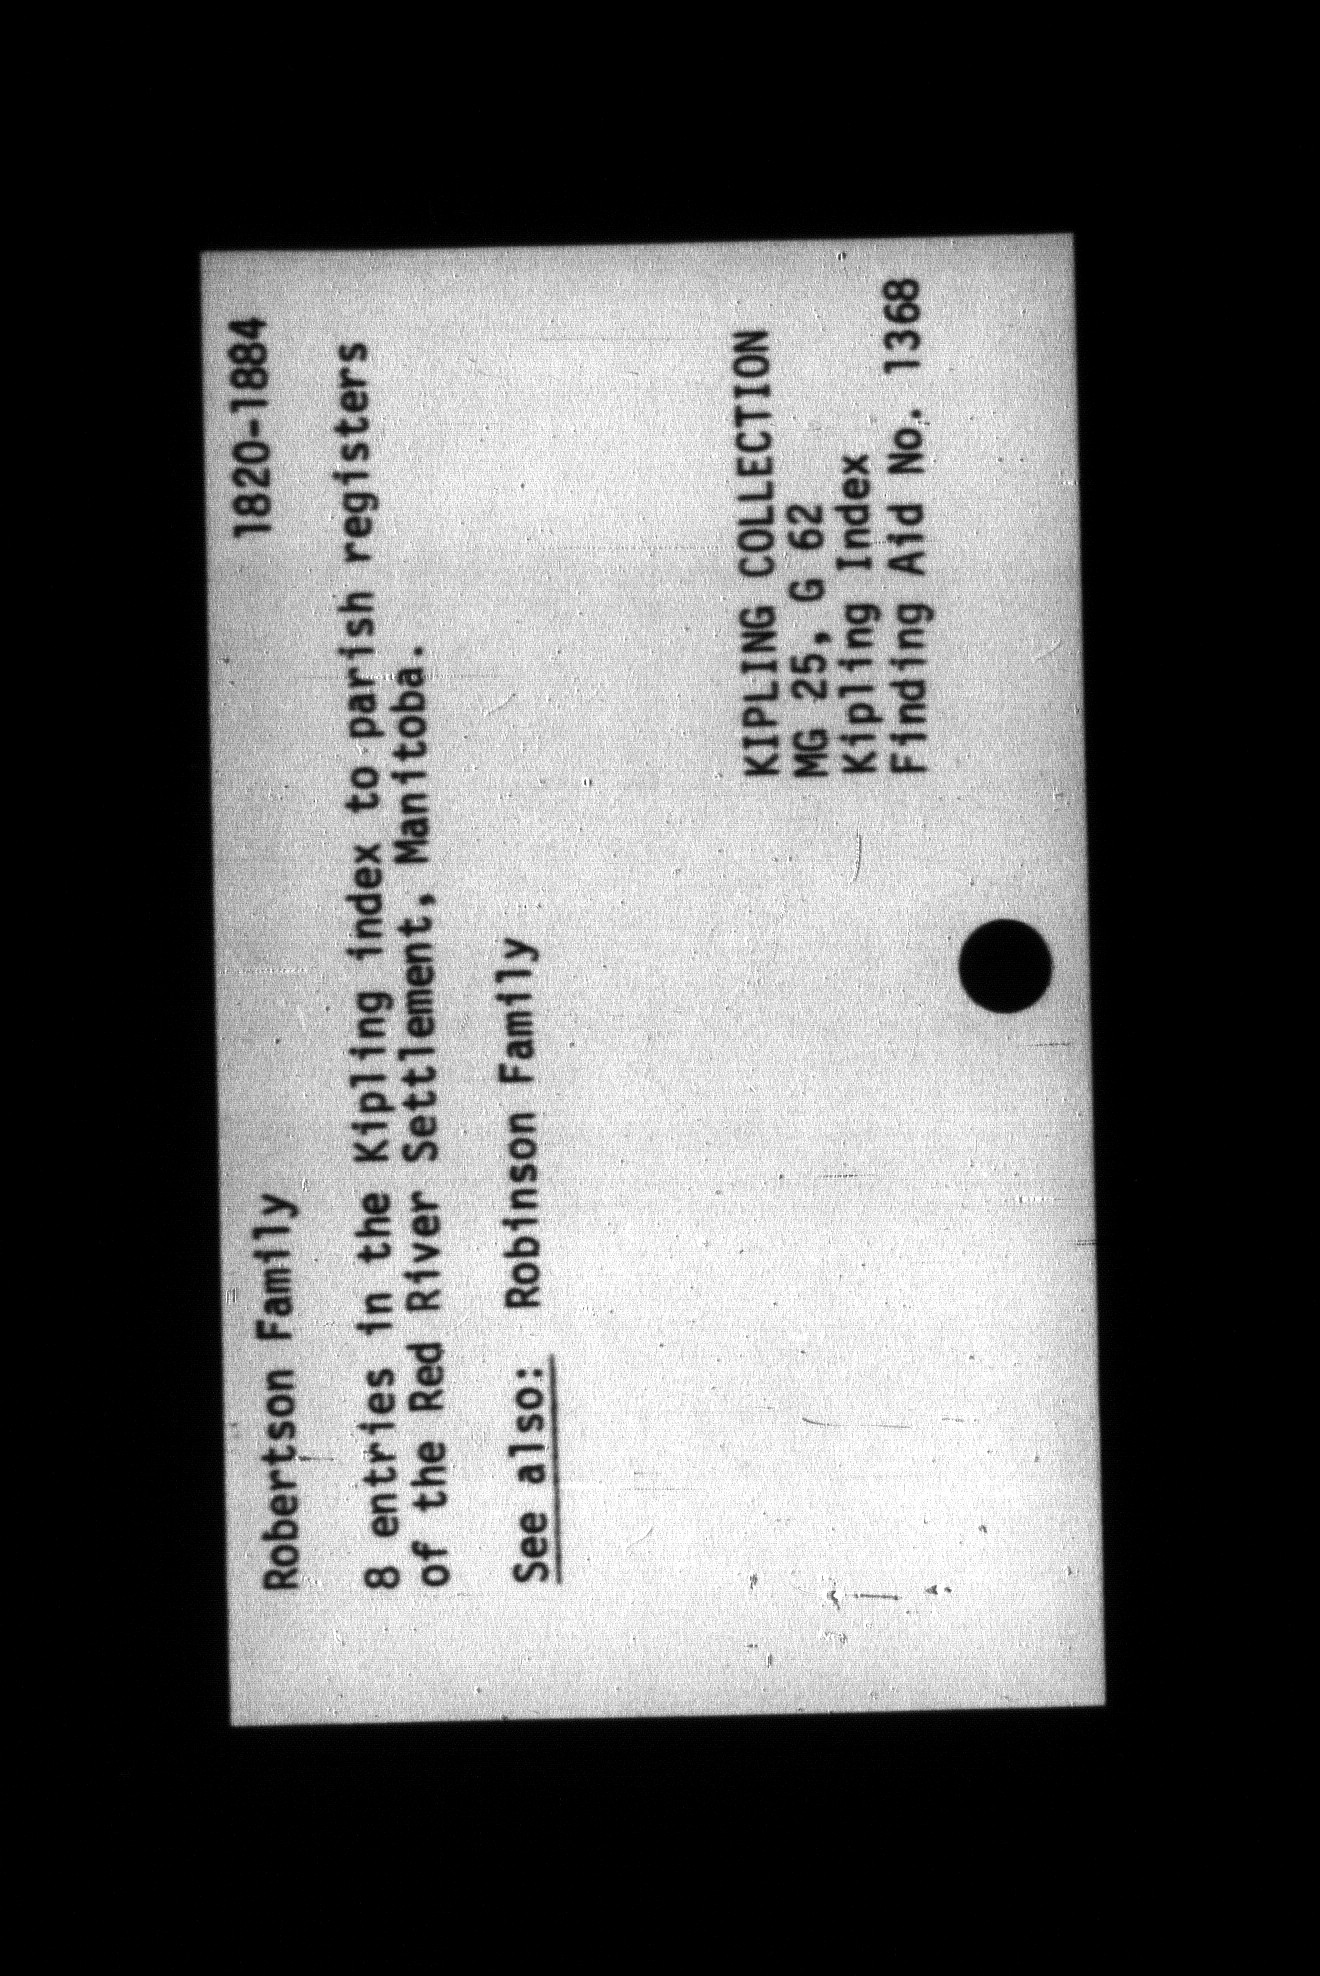 Robertson Family 1820-1884
8 entries in the Kipling index to parish registers
of the Red River Settlement, Manitoba.
See also: Robinson Family
KIPLING COLLECTION
MG 25, G 62
Kipling Index
Finding Aid No. 1368